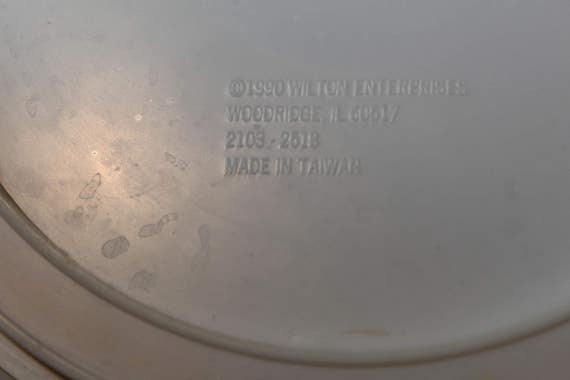 ©1990 WILTON ENTERPRISES
WOODRIDGE, IL 60517
2103-2518
MADE IN TAIWAN